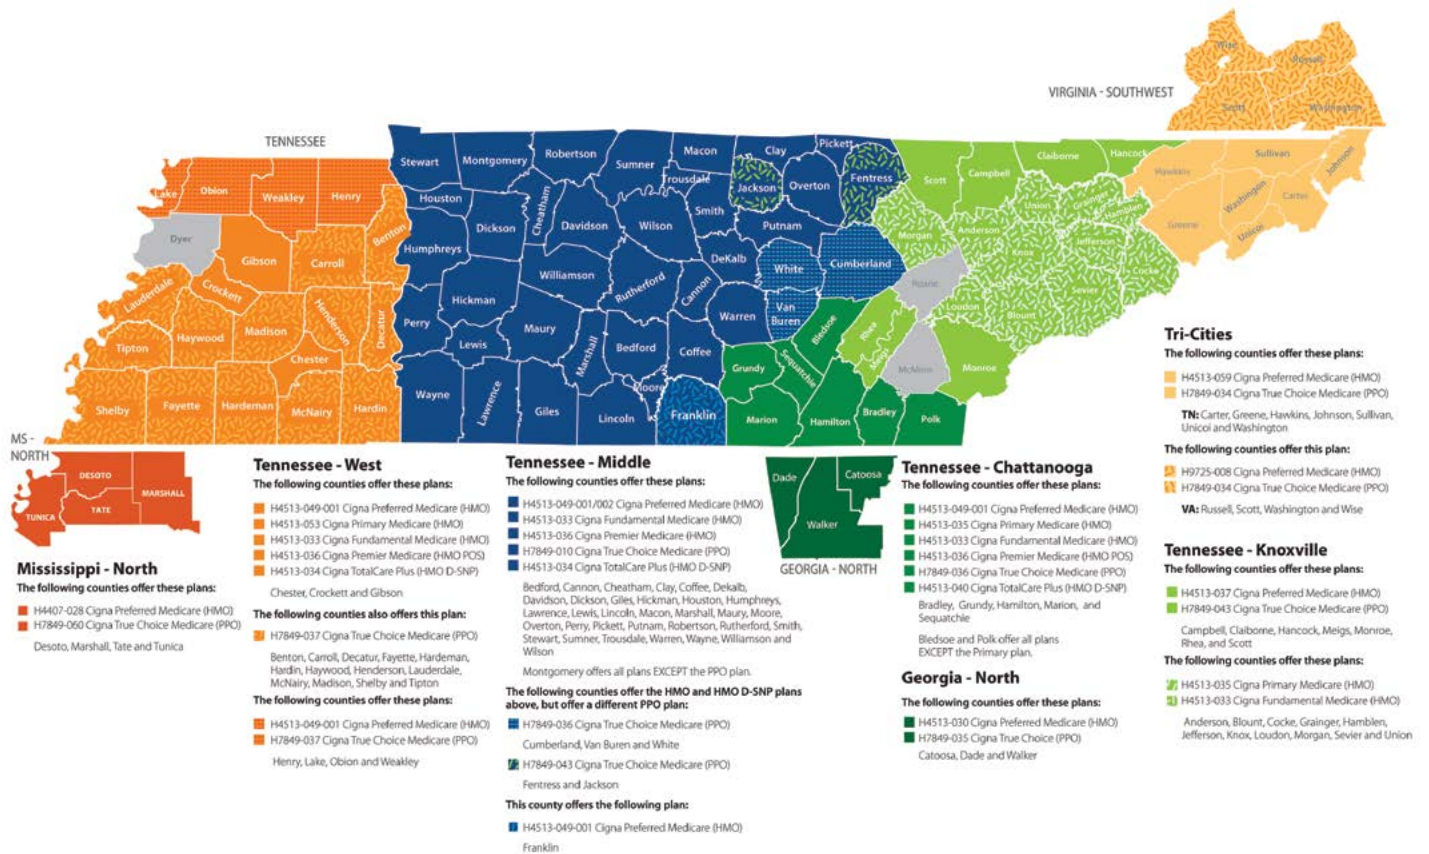 VIRGINIA - SOUTHWEST
Wise
Russell
Scott
Washington
TENNESSEE
Lake
Obion
Weakley
Henry
Dyer
Gibson
Carroll
Benton
Lauderdale
Crockett
Tipton
Haywood
Madison
Henderson
Decatur
Chester
Shelby
Fayette
Hardeman
McNairy
Hardin
Stewart
Montgomery
Robertson
Sumner
Macon
Trousdale
Clay
Pickett
Jackson
Overton
Fentress
Houston
Dickson
Cheatham
Davidson
Wilson
Smith
Putnam
Humphreys
Williamson
Rutherford
DeKalb
Cannon
White
Cumberland
Hickman
Perry
Lewis
Maury
Marshall
Bedford
Coffee
Warren
Van
Buren
Wayne
Lawrence
Giles
Lincoln
Moore
Franklin
Grundy
Sequatchie
Bledsoe
Marion
Hamilton
Bradley
Polk
Rhea
Meigs
Roane
McMinn
Monroe
Scott
Campbell
Claiborne
Hancock
Morgan
Anderson
Union
Grainger
Hamblen
Knox
Jefferson
Cocke
Sevier
Loudon
Blount
Hawkins
Sullivan
Johnson
Washington
Carter
Greene
Unicoi
MS -
NORTH
DESOTO
MARSHALL
TATE
TUNICA
Mississippi - North
The following counties offer these plans:
H4407-028 Cigna Preferred Medicare (HMO)
H7849-060 Cigna True Choice Medicare (PPO)
Desoto, Marshall, Tate and Tunica
Tennessee - West
The following counties offer these plans:
H4513-049-001 Cigna Preferred Medicare (HMO)
H4513-053 Cigna Primary Medicare (HMO)
H4513-033 Cigna Fundamental Medicare (HMO)
H4513-036 Cigna Premier Medicare (HMO POS)
H4513-034 Cigna TotalCare Plus (HMO D-SNP)
Chester, Crockett and Gibson
The following counties also offers this plan:
H7849-037 Cigna True Choice Medicare (PPO)
Benton, Carroll, Decatur, Fayette, Hardeman,
Hardin, Haywood, Henderson, Lauderdale,
McNairy, Madison, Shelby and Tipton
The following counties offer these plans:
H4513-049-001 Cigna Preferred Medicare (HMO)
H7849-037 Cigna True Choice Medicare (PPO)
Henry, Lake, Obion and Weakley
Tennessee - Middle
The following counties offer these plans:
H4513-049-001/002 Cigna Preferred Medicare (HMO)
H4513-033 Cigna Fundamental Medicare (HMO)
H4513-036 Cigna Premier Medicare (HMO)
H7849-010 Cigna True Choice Medicare (PPO)
H4513-034 Cigna TotalCare Plus (HMO D-SNP)
Bedford, Cannon, Cheatham, Clay, Coffee, Dekalb,
Davidson, Dickson, Giles, Hickman, Houston, Humphreys,
Lawrence, Lewis, Lincoln, Macon, Marshall, Maury, Moore,
Overton, Perry, Pickett, Putnam, Robertson, Rutherford, Smith,
Stewart, Sumner, Trousdale, Warren, Wayne, Williamson and
Wilson
Montgomery offers all plans EXCEPT the PPO plan.
The following counties offer the HMO and HMO D-SNP plans
above, but offer a different PPO plan:
H7849-036 Cigna True Choice Medicare (PPO)
Cumberland, Van Buren and White
H7849-043 Cigna True Choice Medicare (PPO)
Fentress and Jackson
This county offers the following plan:
H4513-049-001 Cigna Preferred Medicare (HMO)
Franklin
Dade
Catoosa
Walker
GEORGIA - NORTH
Tennessee - Chattanooga
The following counties offer these plans:
H4513-049-001 Cigna Preferred Medicare (HMO)
H4513-035 Cigna Primary Medicare (HMO)
H4513-033 Cigna Fundamental Medicare (HMO)
H4513-036 Cigna Premier Medicare (HMO POS)
H7849-036 Cigna True Choice Medicare (PPO)
H4513-040 Cigna TotalCare Plus (HMO D-SNP)
Bradley, Grundy, Hamilton, Marion, and
Sequatchie
Bledsoe and Polk offer all plans
EXCEPT the Primary plan.
Georgia - North
The following counties offer these plans:
H4513-030 Cigna Preferred Medicare (HMO)
H7849-035 Cigna True Choice (PPO)
Catoosa, Dade and Walker
Tri-Cities
The following counties offer these plans:
H4513-059 Cigna Preferred Medicare (HMO)
H7849-034 Cigna True Choice Medicare (PPO)
TN: Carter, Greene, Hawkins, Johnson, Sullivan,
Unicoi and Washington
The following counties offer this plan:
H9725-008 Cigna Preferred Medicare (HMO)
H7849-034 Cigna True Choice Medicare (PPO)
VA: Russell, Scott, Washington and Wise
Tennessee - Knoxville
The following counties offer these plans:
H4513-037 Cigna Preferred Medicare (HMO)
H7849-043 Cigna True Choice Medicare (PPO)
Campbell, Claiborne, Hancock, Meigs, Monroe,
Rhea, and Scott
The following counties offer these plans:
H4513-035 Cigna Primary Medicare (HMO)
H4513-033 Cigna Fundamental Medicare (HMO)
Anderson, Blount, Cocke, Grainger, Hamblen,
Jefferson, Knox, Loudon, Morgan, Sevier and Union